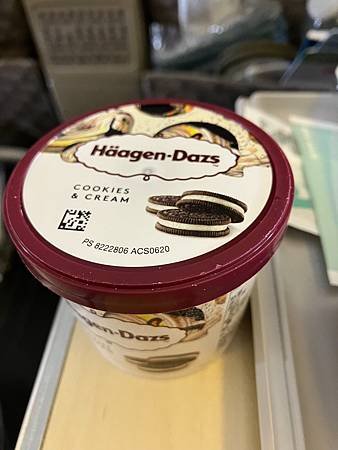 Häagen-Dazs
COOKIES
& CREAM
PS 8222806 ACS0620
Häagen-Dazs